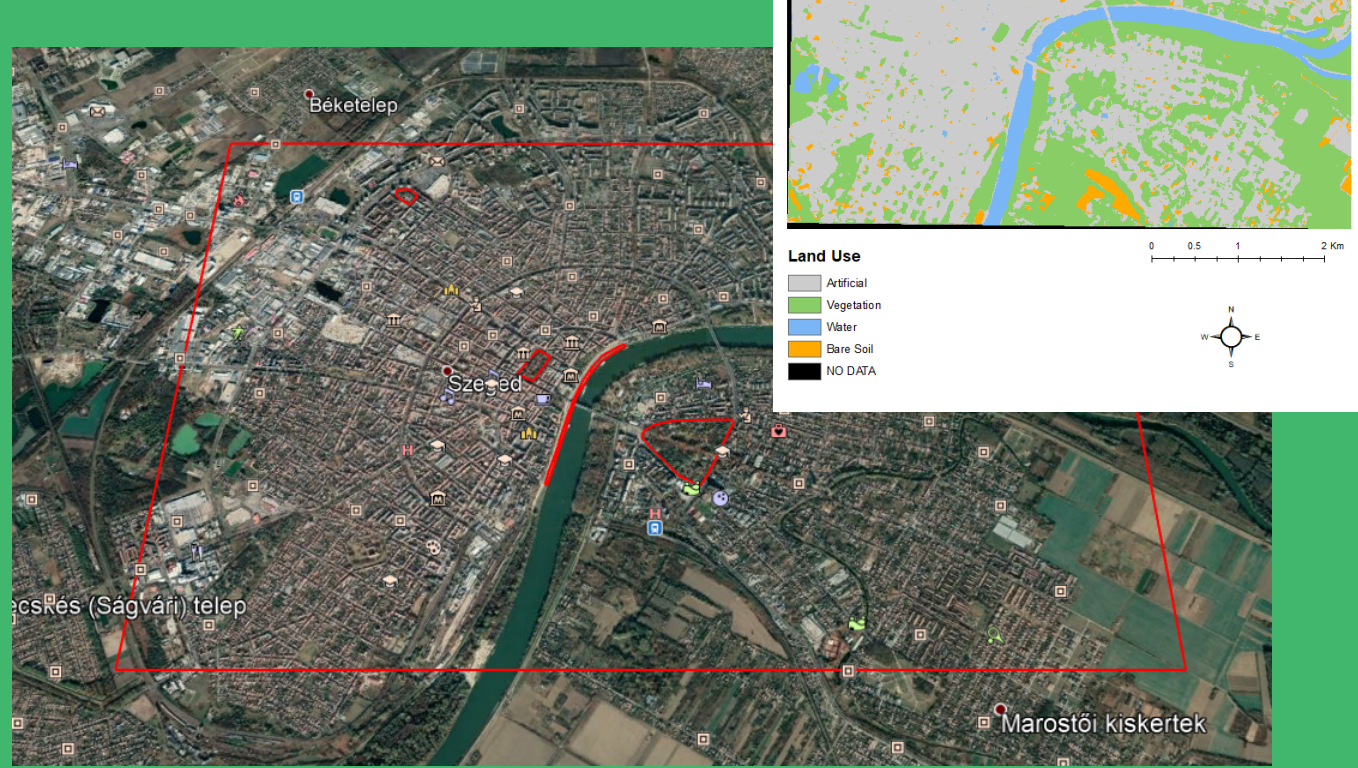 Béketelep
Szeged
ecskés (Ságvári) telep
Marostői kiskertek
Land Use
Artificial
Vegetation
Water
Bare Soil
NO DATA
0 0.5 1 2 Km
N
W E
S